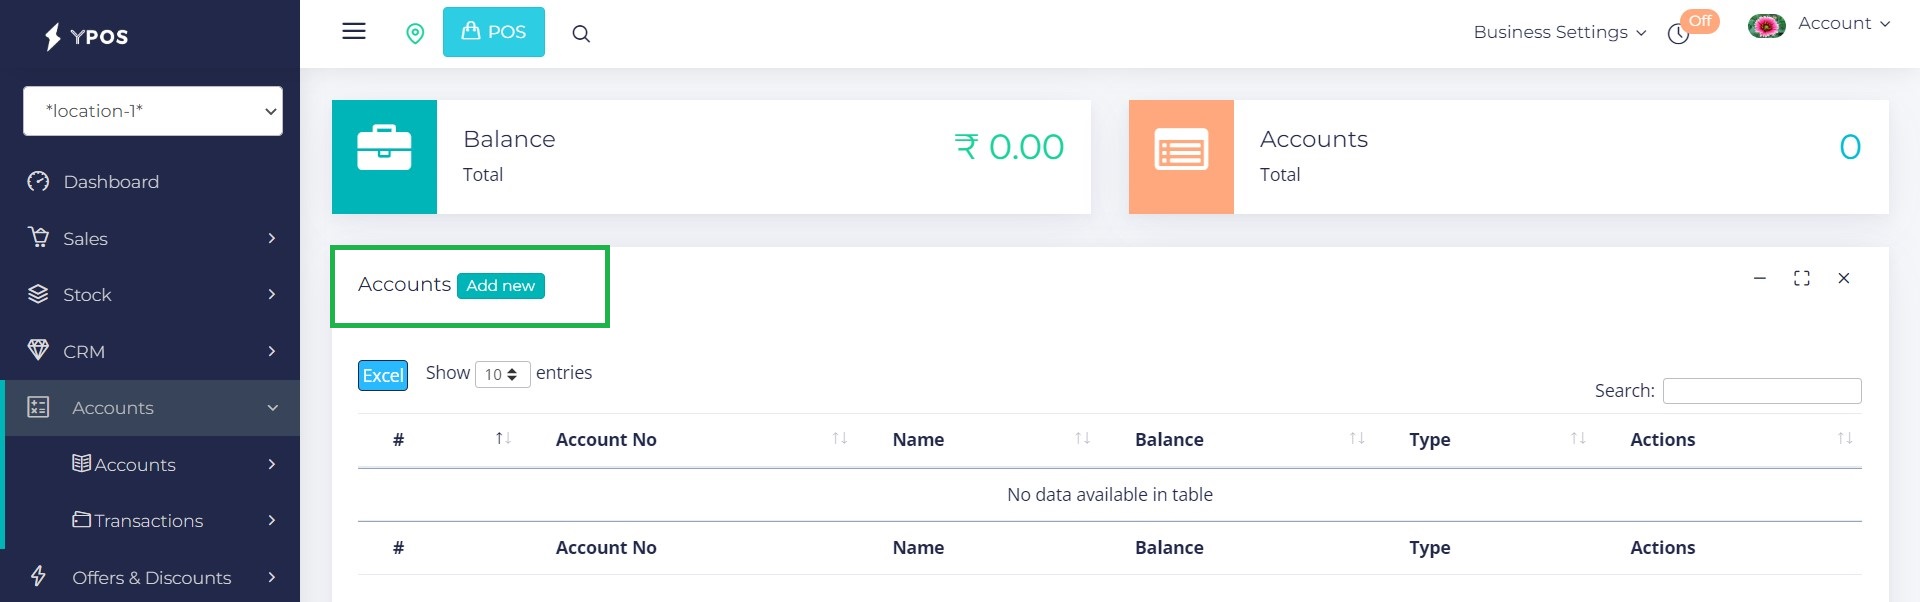 YPOS
POS
Business Settings
Off
Account
*location-1*
Dashboard
Sales
Stock
CRM
Accounts
Accounts
Transactions
Offers & Discounts
Balance
Total
₹ 0.00
Accounts
Total
0
Accounts Add new
Excel Show 10 entries
Search:
# Account No Name Balance Type Actions
No data available in table
# Account No Name Balance Type Actions